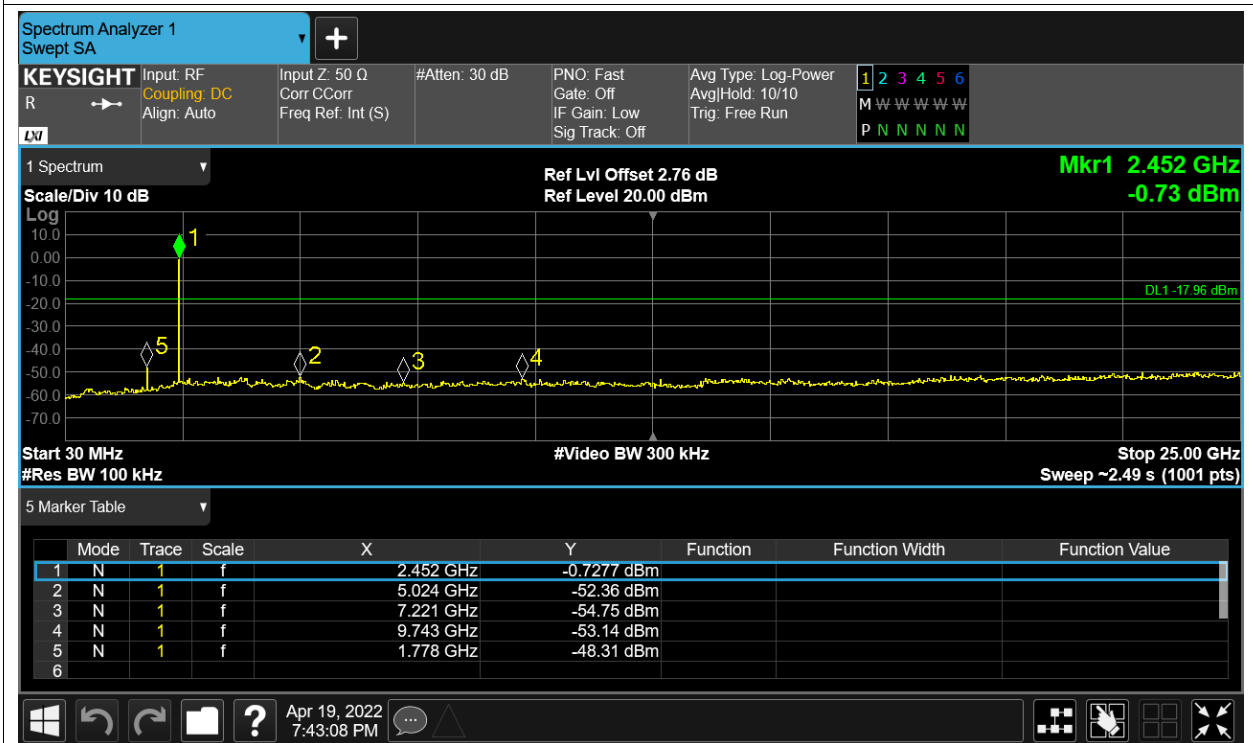 Spectrum Analyzer 1
Swept SA
+
KEYSIGHT
R
LXI
Input: RF
Coupling: DC
Align: Auto
Input Z: 50 Ω
Corr CCorr
Freq Ref: Int (S)
#Atten: 30 dB
PNO: Fast
Gate: Off
IF Gain: Low
Sig Track: Off
Avg Type: Log-Power
Avg|Hold: 10/10
Trig: Free Run
1 2 3 4 5 6
M W W W W W W
P N N N N N N
1 Spectrum
Scale/Div 10 dB
Ref Lvl Offset 2.76 dB
Ref Level 20.00 dBm
Mkr1 2.452 GHz
-0.73 dBm
Log
10.0
0.00
-10.0
-20.0
-30.0
-40.0
-50.0
-60.0
-70.0
1
DL1 -17.96 dBm
5
2
3
4
Start 30 MHz
#Res BW 100 kHz
#Video BW 300 kHz
Stop 25.00 GHz
Sweep ~2.49 s (1001 pts)
5 Marker Table
Mode Trace Scale X Y Function Function Width Function Value
1 N 1 f 2.452 GHz -0.7277 dBm
2 N 1 f 5.024 GHz -52.36 dBm
3 N 1 f 7.221 GHz -54.75 dBm
4 N 1 f 9.743 GHz -53.14 dBm
5 N 1 f 1.778 GHz -48.31 dBm
6
?
Apr 19, 2022
7:43:08 PM